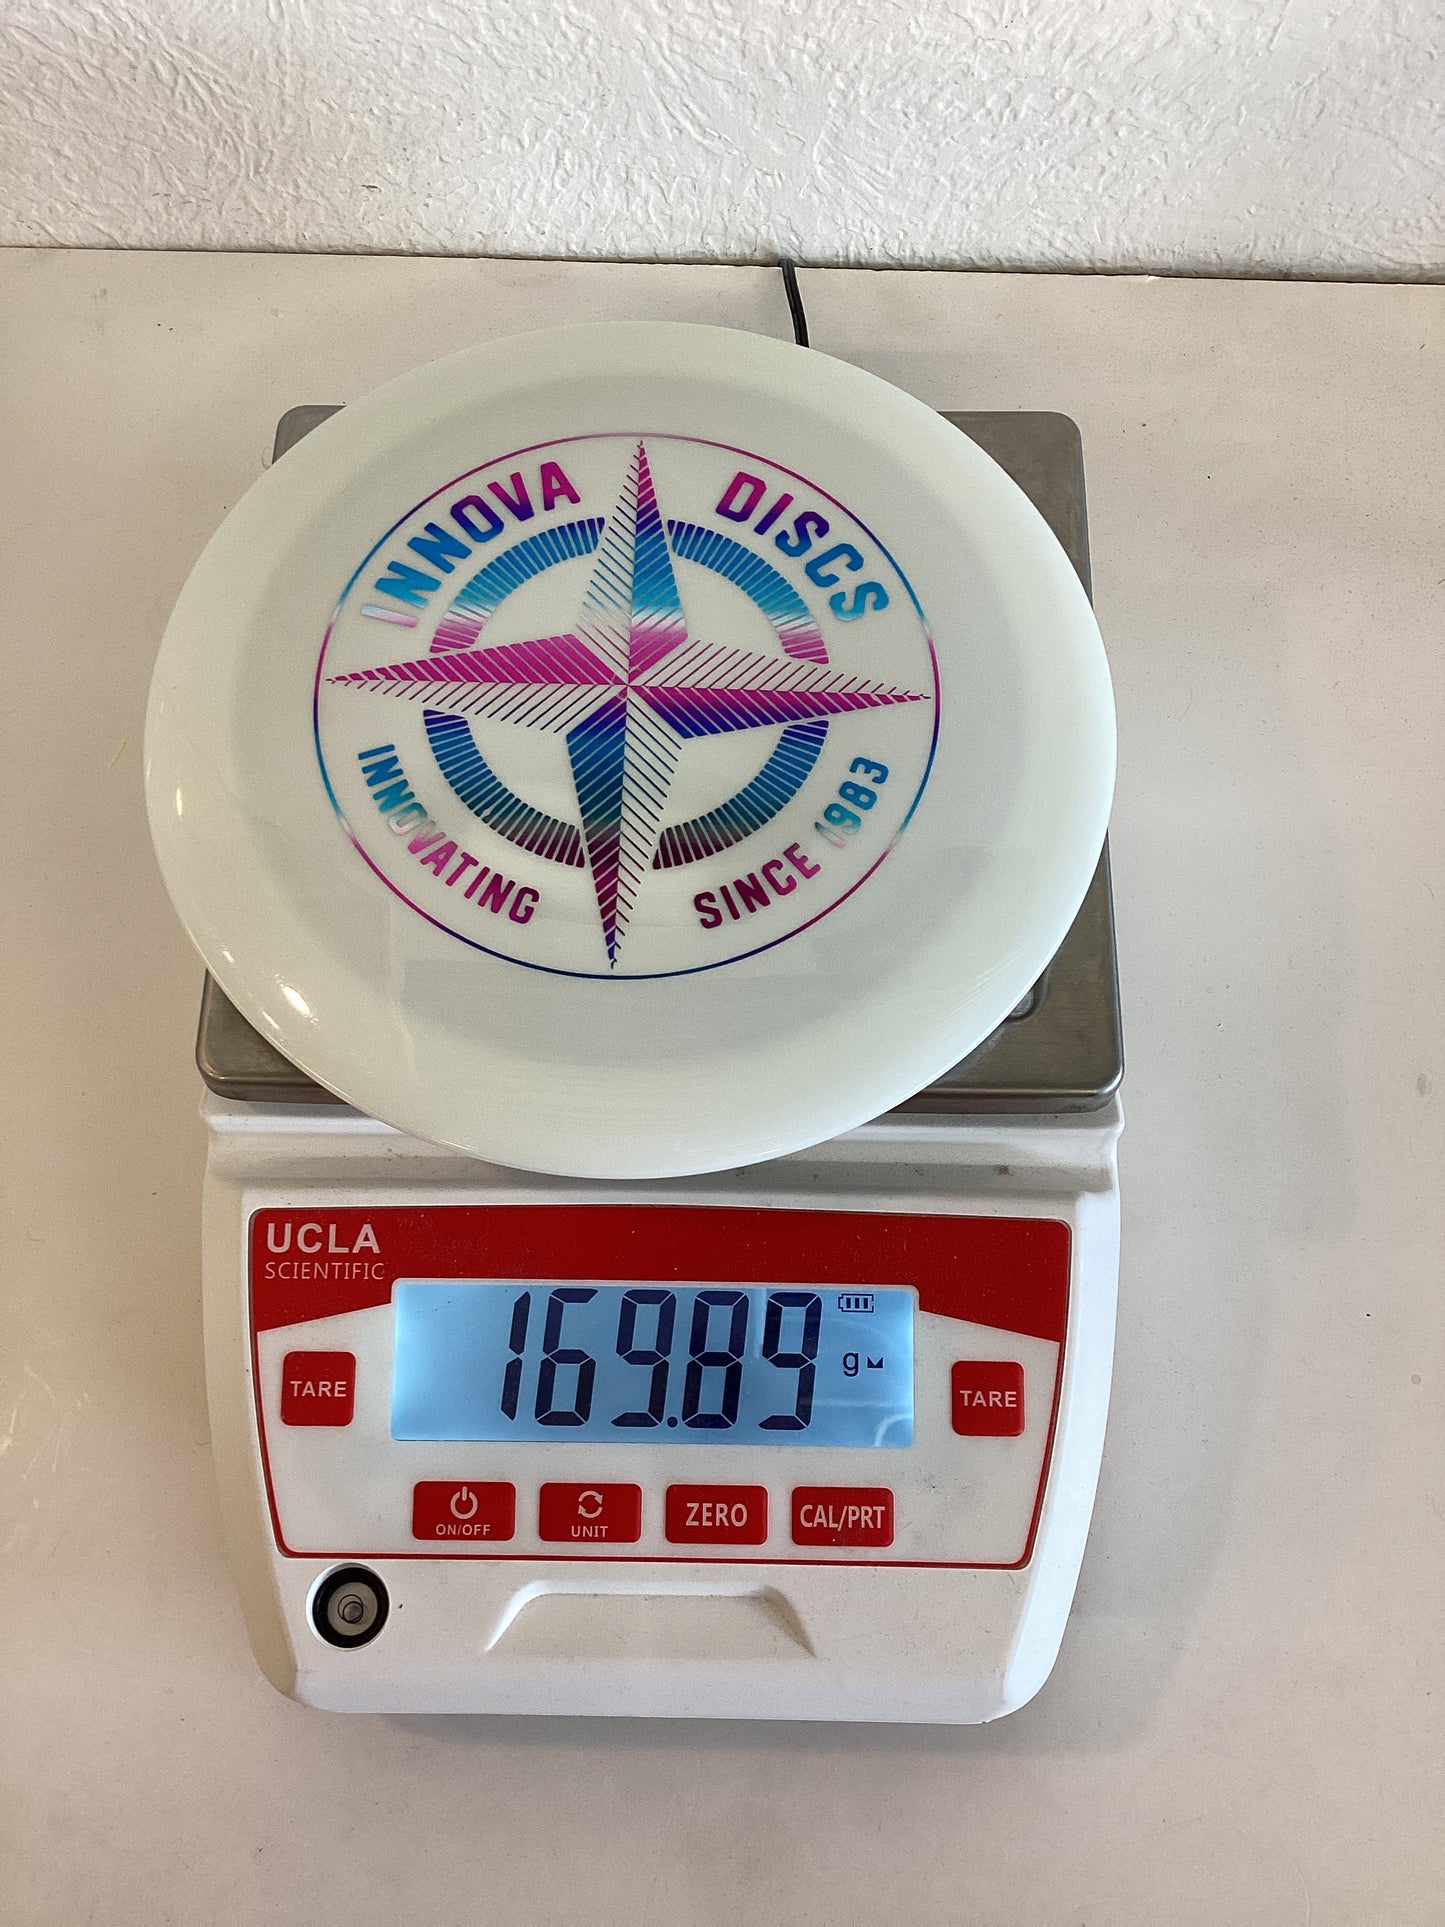 INNOVA DISCS
INNOVATING SINCE 1983
UCLA
SCIENTIFIC
169.89 g
TARE
TARE
ON/OFF
UNIT
ZERO
CAL/PRT